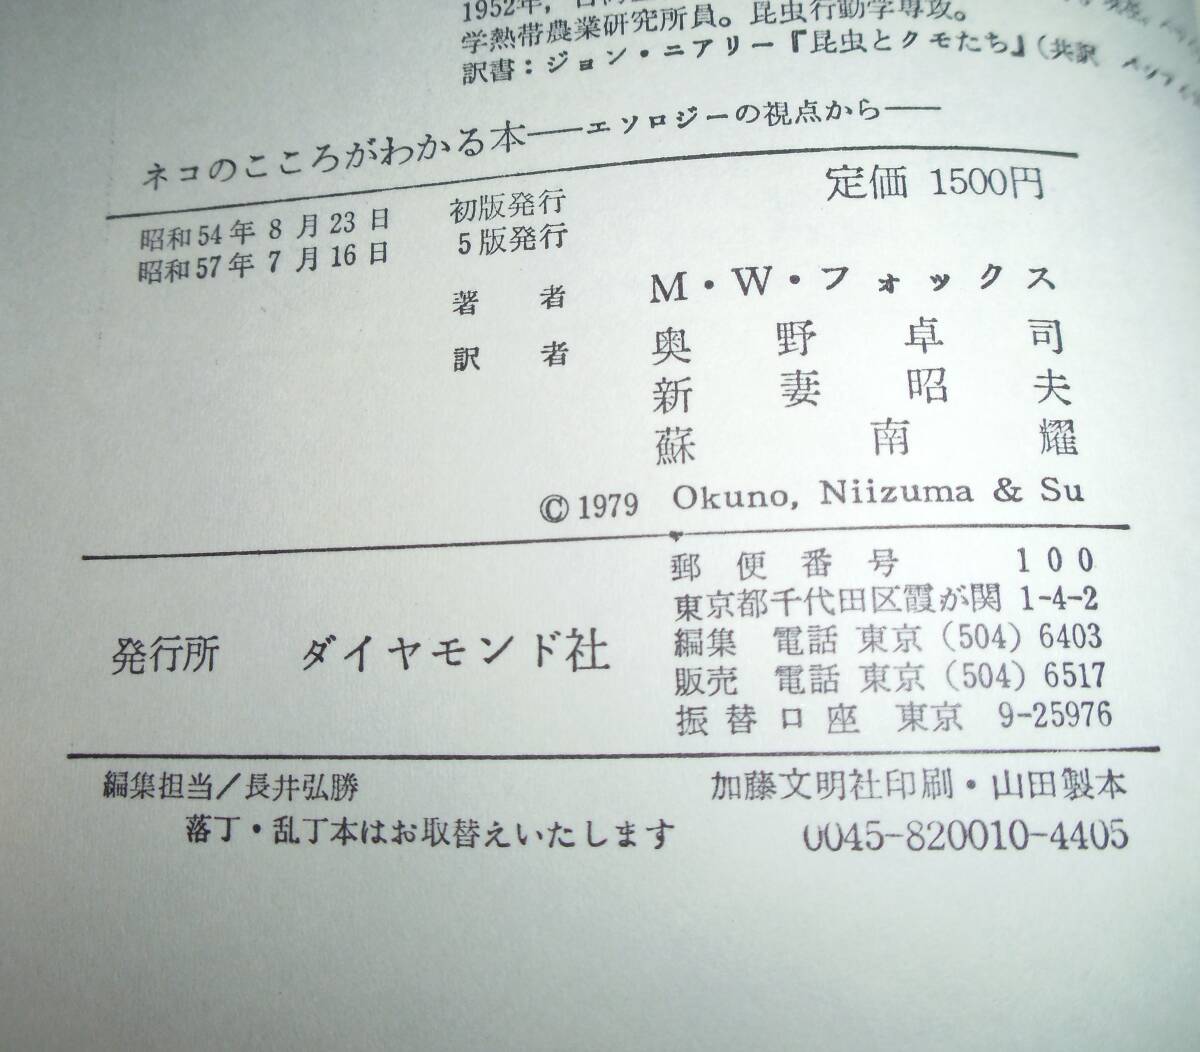 1952年，
学熱帯農業研究所員。昆虫行動学専攻。
訳書：ジョン・ニアリー『昆虫とクモたち』（共訳
ネコのこころがわかる本――エソロジーの視点から――
定価 1500円
昭和54年 8 月 23 日 初版発行
昭和57年 7 月 16 日 5版発行
著 者 M・W・フォックス
訳 者 奥野卓司
新妻昭夫
蘇南耀
© 1979 Okuno, Niizuma & Su
発行所 ダイヤモンド社
郵便番号 100
東京都千代田区霞が関 1-4-2
編集 電話 東京（504）6403
販売 電話 東京（504）6517
振替口座 東京 9-25976
編集担当/長井弘勝
加藤文明社印刷・山田製本
落丁・乱丁本はお取替えいたします
0045-820010-4405